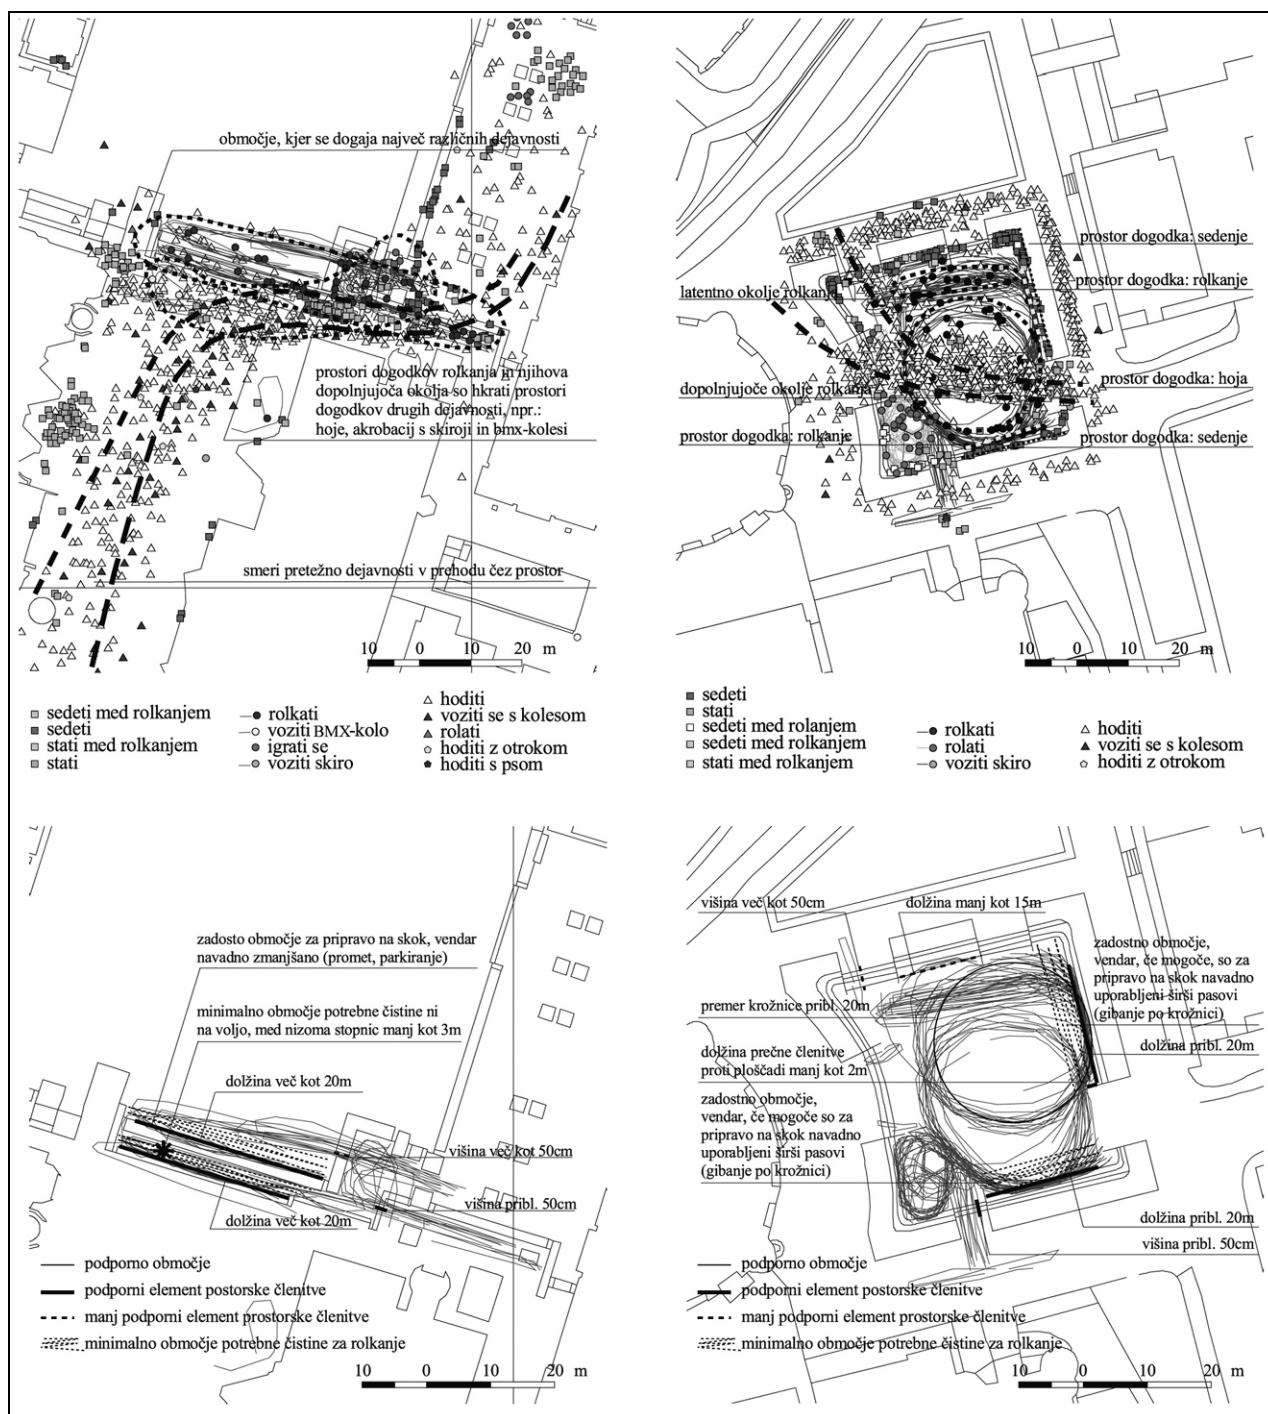 območje, kjer se dogaja največ različnih dejavnosti
prostori dogodkov rolkanja in njihova
dopolnjujoča okolja so hkrati prostori
dogodkov drugih dejavnosti, npr.:
hoje, akrobacij s skiroji in bmx-kolesi
smeri pretežno dejavnosti v prehodu čez prostor
10 0 10 20 m
sedeti med rolkanjem
sedeti
stati med rolkanjem
stati
rolkati
voziti BMX-kolo
igrati se
voziti skiro
hoditi
voziti se s kolesom
rolati
hoditi z otrokom
hoditi s psom
prostor dogodka: sedenje
prostor dogodka: rolkanje
latentno okolje rolkanja
prostor dogodka: hoja
dopolnjujoče okolje rolkanja
prostor dogodka: rolkanje
prostor dogodka: sedenje
10 0 10 20 m
sedeti
stati
sedeti med rolanjem
sedeti med rolkanjem
stati med rolkanjem
rolkati
rolati
voziti skiro
hoditi
voziti se s kolesom
hoditi z otrokom
zadosto območje za pripravo na skok, vendar
navadno zmanjšano (promet, parkiranje)
minimalno območje potrebne čistine ni
na voljo, med nizoma stopnic manj kot 3m
dolžina več kot 20m
višina več kot 50cm
višina pribl. 50cm
dolžina več kot 20m
podporno območje
podporni element postorske členitve
manj podporni element prostorske členitve
minimalno območje potrebne čistine za rolkanje
10 0 10 20 m
višina več kot 50cm
dolžina manj kot 15m
zadostno območje,
vendar, če mogoče, so za
pripravo na skok navadno
uporabljeni širši pasovi
(gibanje po krožnici)
premer krožnice pribl. 20m
dolžina pribl. 20m
dolžina prečne členitve
proti ploščadi manj kot 2m
zadostno območje,
vendar, če mogoče so za
pripravo na skok navadno
uporabljeni širši pasovi
(gibanje po krožnici)
dolžina pribl. 20m
višina pribl. 50cm
podporno območje
podporni element postorske členitve
manj podporni element prostorske členitve
minimalno območje potrebne čistine za rolkanje
10 0 10 20 m